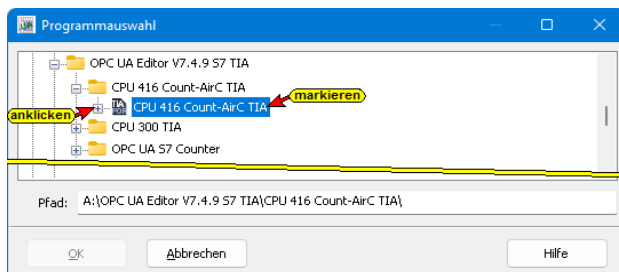 Programmauswahl
OPC UA Editor V7.4.9 S7 TIA
CPU 416 Count-AirC TIA
markieren
CPU 416 Count-AirC TIA
anklicken
CPU 300 TIA
OPC UA S7 Counter
Pfad: A:\OPC UA Editor V7.4.9 S7 TIA\CPU 416 Count-AirC TIA\
OK Abbrechen Hilfe